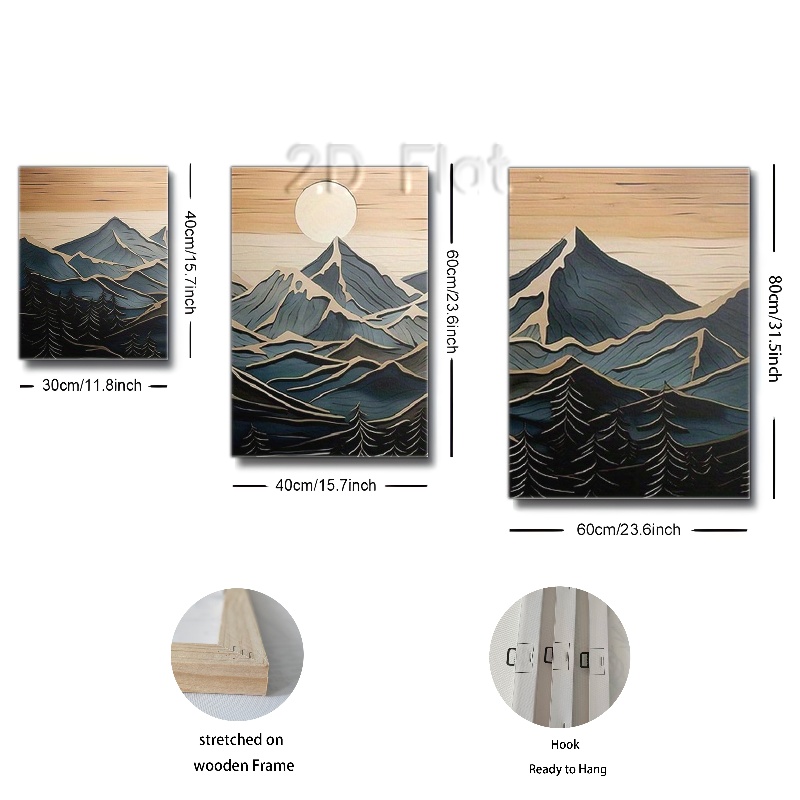 2D Flat
40cm/15.7inch
30cm/11.8inch
60cm/23.6inch
40cm/15.7inch
80cm/31.5inch
60cm/23.6inch
stretched on
wooden Frame
Hook
Ready to Hang